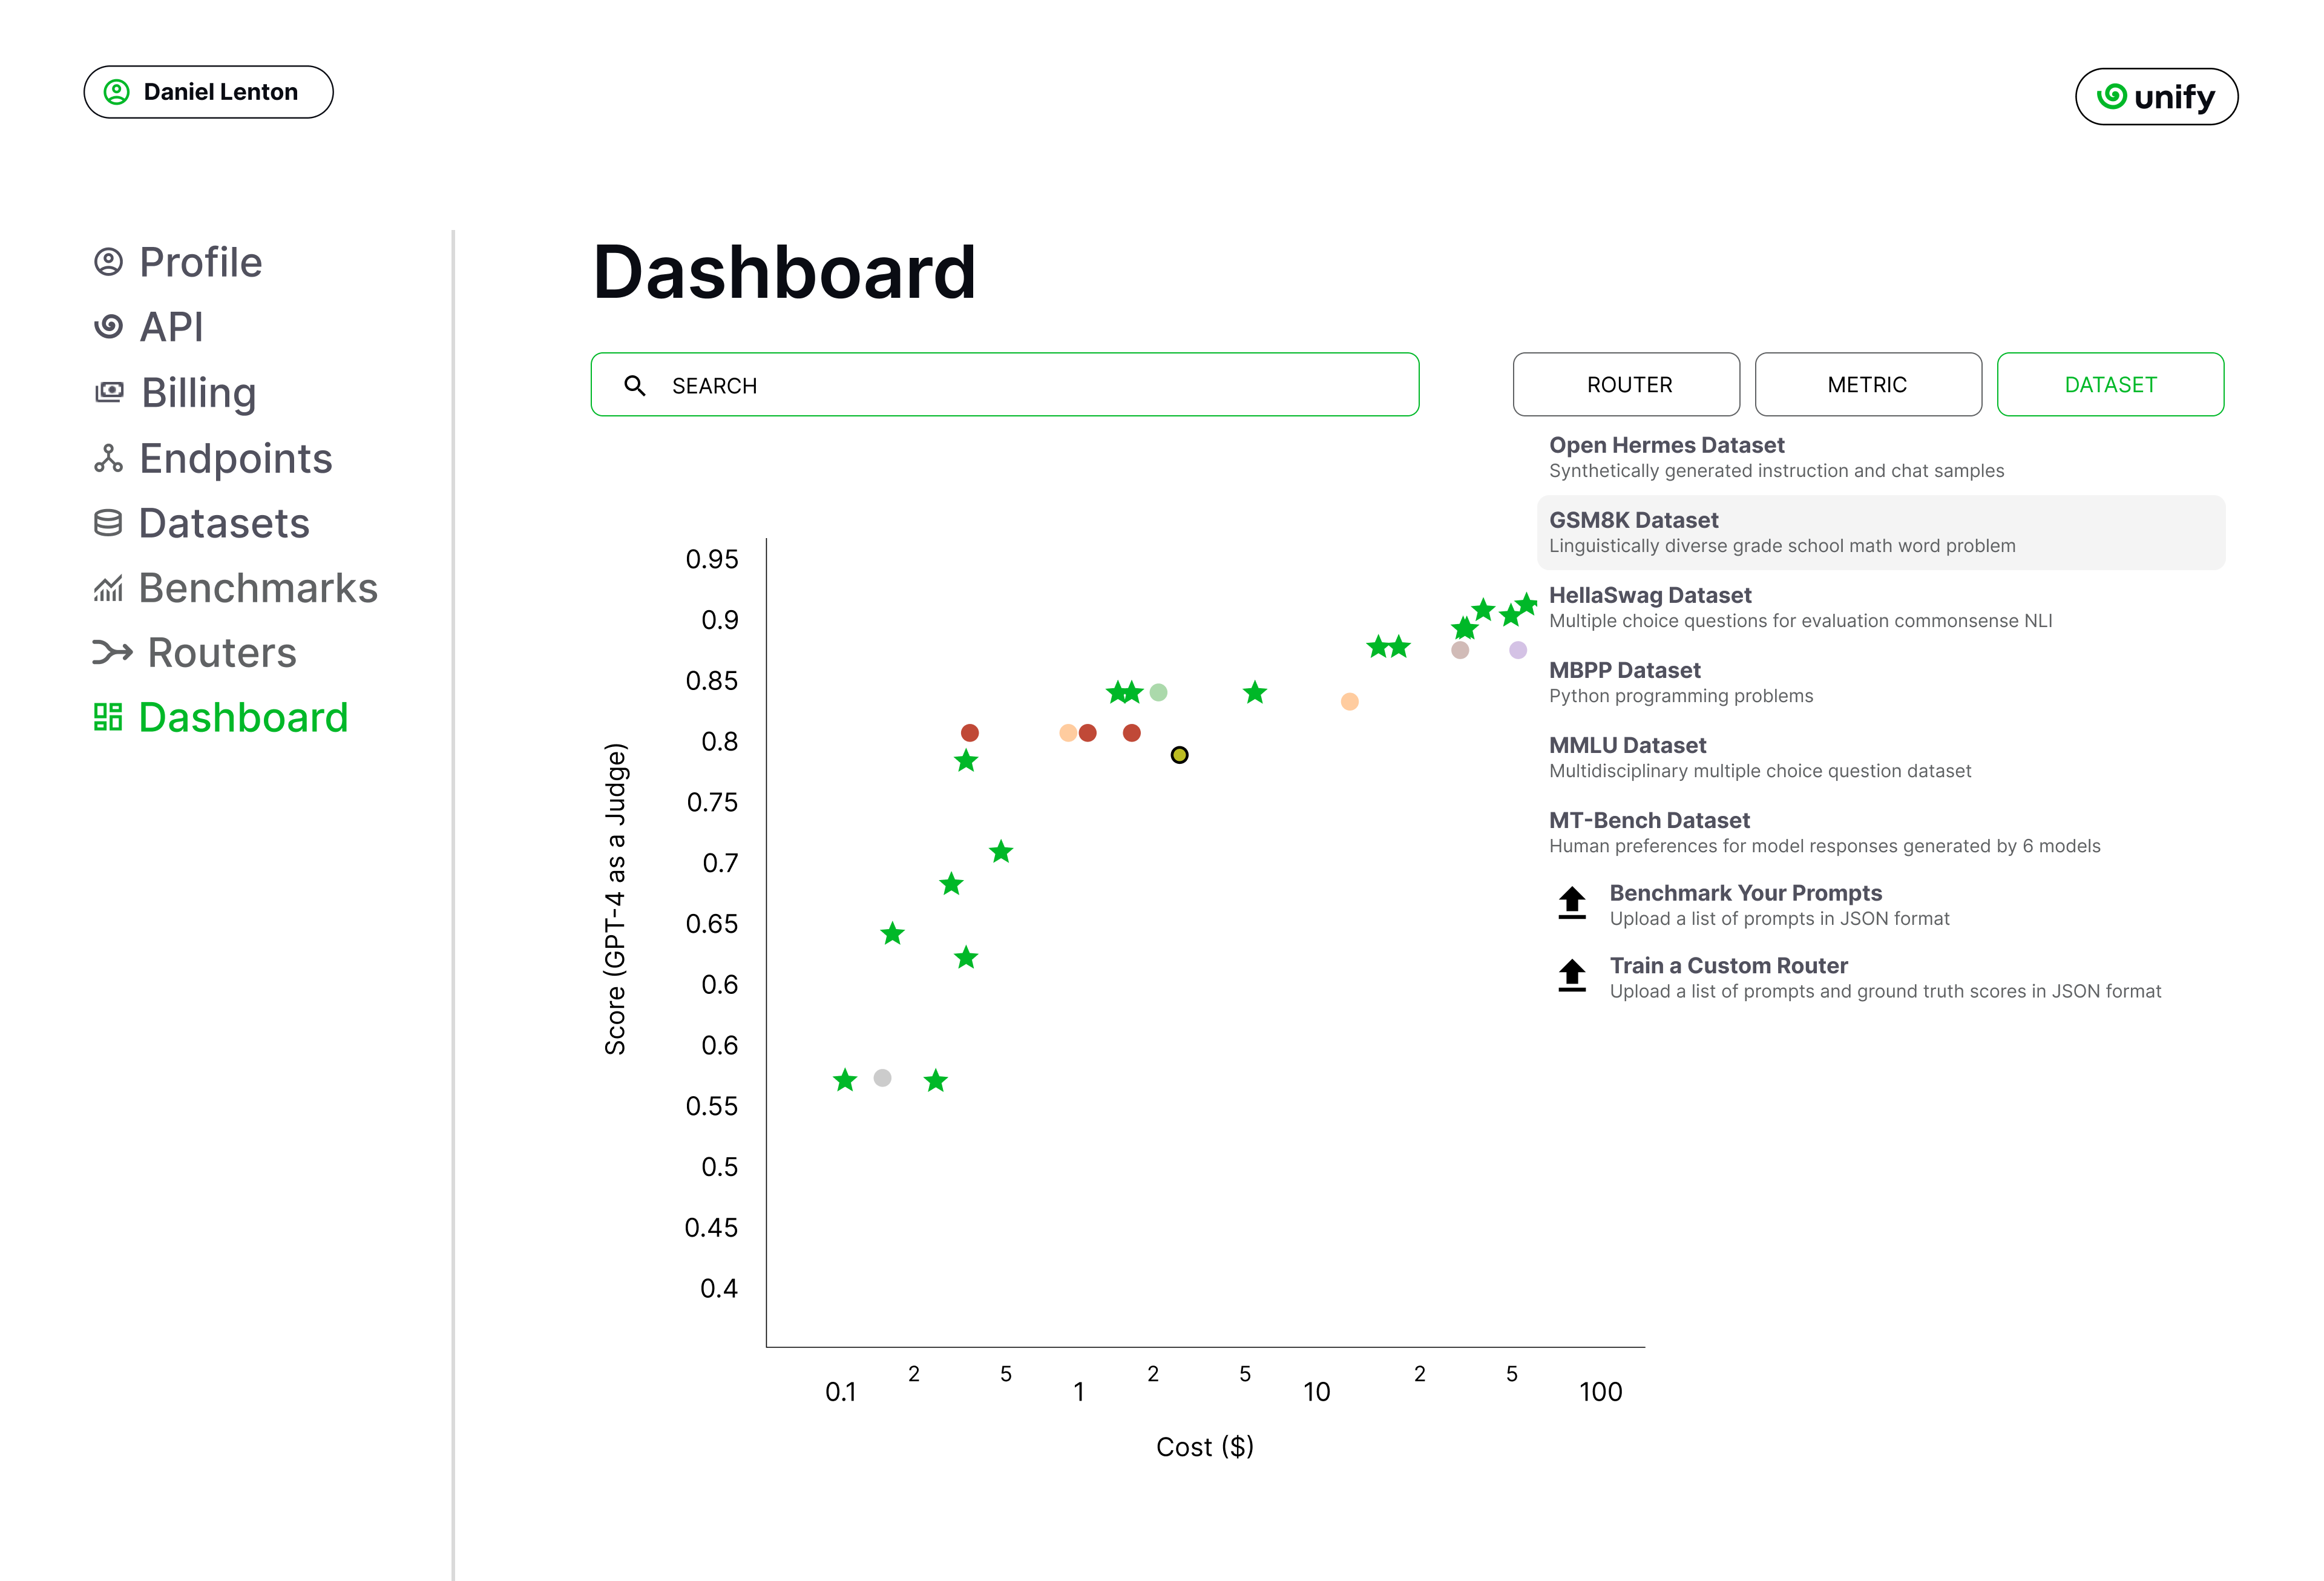 Daniel Lenton
unify
Profile
API
Billing
Endpoints
Datasets
Benchmarks
Routers
Dashboard
Dashboard
SEARCH
ROUTER
METRIC
DATASET
Open Hermes Dataset
Synthetically generated instruction and chat samples
GSM8K Dataset
Linguistically diverse grade school math word problem
HellaSwag Dataset
Multiple choice questions for evaluation commonsense NLI
MBPP Dataset
Python programming problems
MMLU Dataset
Multidisciplinary multiple choice question dataset
MT-Bench Dataset
Human preferences for model responses generated by 6 models
Benchmark Your Prompts
Upload a list of prompts in JSON format
Train a Custom Router
Upload a list of prompts and ground truth scores in JSON format
Score (GPT-4 as a Judge)
0.95
0.9
0.85
0.8
0.75
0.7
0.65
0.6
0.6
0.55
0.5
0.45
0.4
0.1
2
5
1
2
5
10
2
5
100
Cost ($)